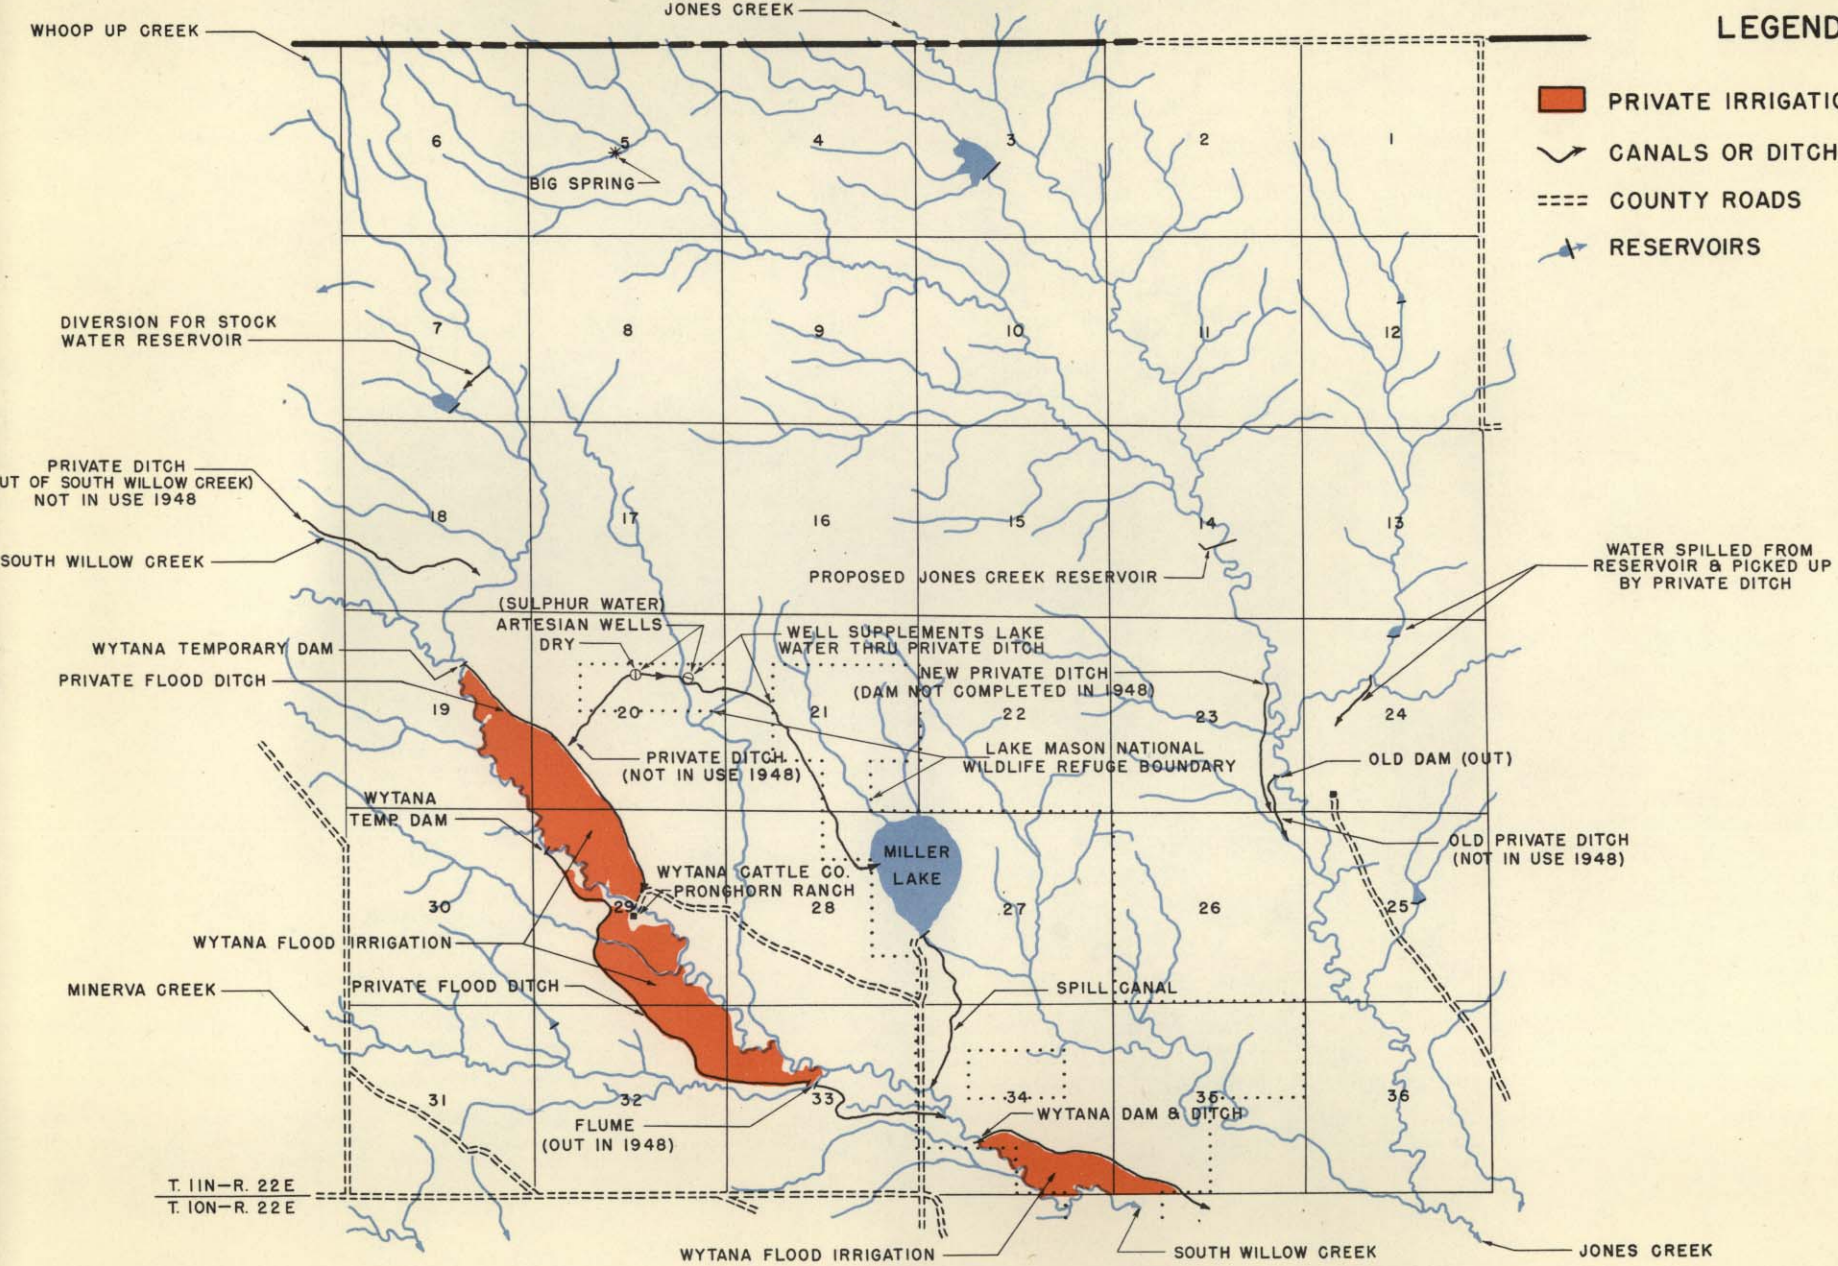 JONES CREEK
WHOOP UP CREEK
LEGEND
PRIVATE IRRIGATIO
CANALS OR DITCH
COUNTY ROADS
RESERVOIRS
6
5
4
3
2
1
BIG SPRING
DIVERSION FOR STOCK
WATER RESERVOIR
7
8
9
10
11
12
PRIVATE DITCH
UT OF SOUTH WILLOW CREEK)
NOT IN USE 1948
18
17
16
15
14
13
SOUTH WILLOW CREEK
PROPOSED JONES CREEK RESERVOIR
WATER SPILLED FROM
RESERVOIR & PICKED UP
BY PRIVATE DITCH
(SULPHUR WATER)
ARTESIAN WELLS
DRY
WELL SUPPLEMENTS LAKE
WATER THRU PRIVATE DITCH
WYTANA TEMPORARY DAM
PRIVATE FLOOD DITCH
NEW PRIVATE DITCH
(DAM NOT COMPLETED IN 1948)
19
20
21
22
23
24
PRIVATE DITCH
(NOT IN USE 1948)
LAKE MASON NATIONAL
WILDLIFE REFUGE BOUNDARY
OLD DAM (OUT)
WYTANA
TEMP. DAM
OLD PRIVATE DITCH
(NOT IN USE 1948)
MILLER
LAKE
WYTANA CATTLE CO.
PRONGHORN RANCH
30
29
28
27
26
25
WYTANA FLOOD IRRIGATION
MINERVA CREEK
PRIVATE FLOOD DITCH
SPILL CANAL
31
32
33
34
35
36
FLUME
(OUT IN 1948)
WYTANA DAM & DITCH
T. 11N–R. 22E
T. 10N–R. 22E
WYTANA FLOOD IRRIGATION
SOUTH WILLOW CREEK
JONES CREEK